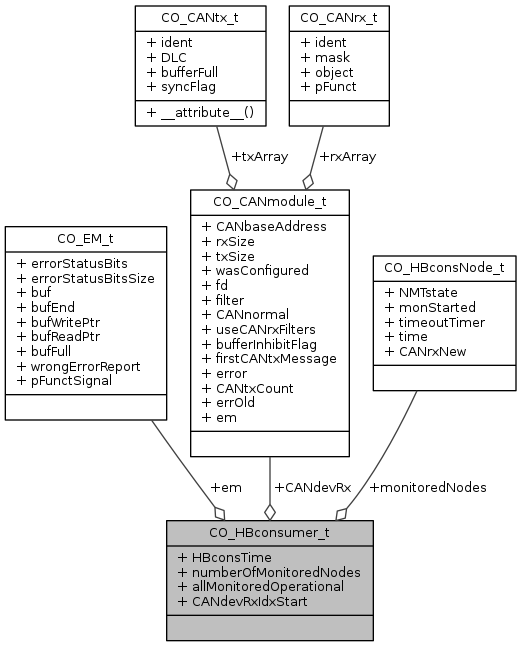 CO_CANtx_t
+ ident
+ DLC
+ bufferFull
+ syncFlag
+ __attribute__()
CO_CANrx_t
+ ident
+ mask
+ object
+ pFunct
+txArray
+rxArray
CO_EM_t
+ errorStatusBits
+ errorStatusBitsSize
+ buf
+ bufEnd
+ bufWritePtr
+ bufReadPtr
+ bufFull
+ wrongErrorReport
+ pFunctSignal
CO_CANmodule_t
+ CANbaseAddress
+ rxSize
+ txSize
+ wasConfigured
+ fd
+ filter
+ CANnormal
+ useCANrxFilters
+ bufferInhibitFlag
+ firstCANtxMessage
+ error
+ CANtxCount
+ errOld
+ em
CO_HBconsNode_t
+ NMTstate
+ monStarted
+ timeoutTimer
+ time
+ CANrxNew
+em
+CANdevRx
+monitoredNodes
CO_HBconsumer_t
+ HBconsTime
+ numberOfMonitoredNodes
+ allMonitoredOperational
+ CANdevRxIdxStart